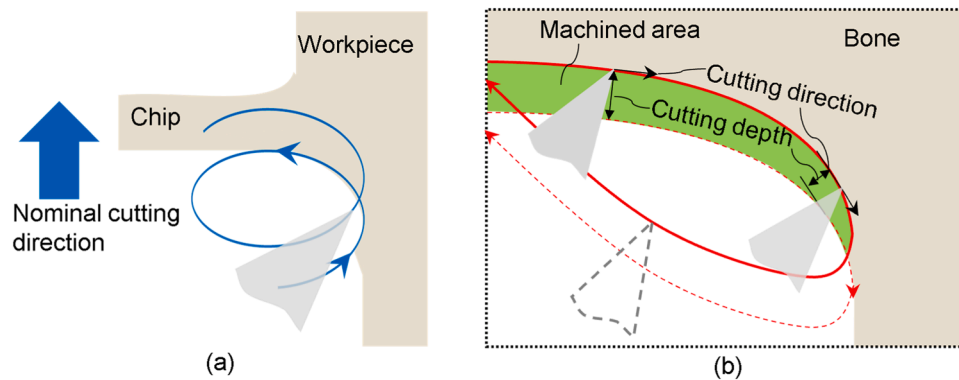 Workpiece
Chip
Nominal cutting
direction
(a)
Machined area
Bone
Cutting direction
Cutting depth
(b)